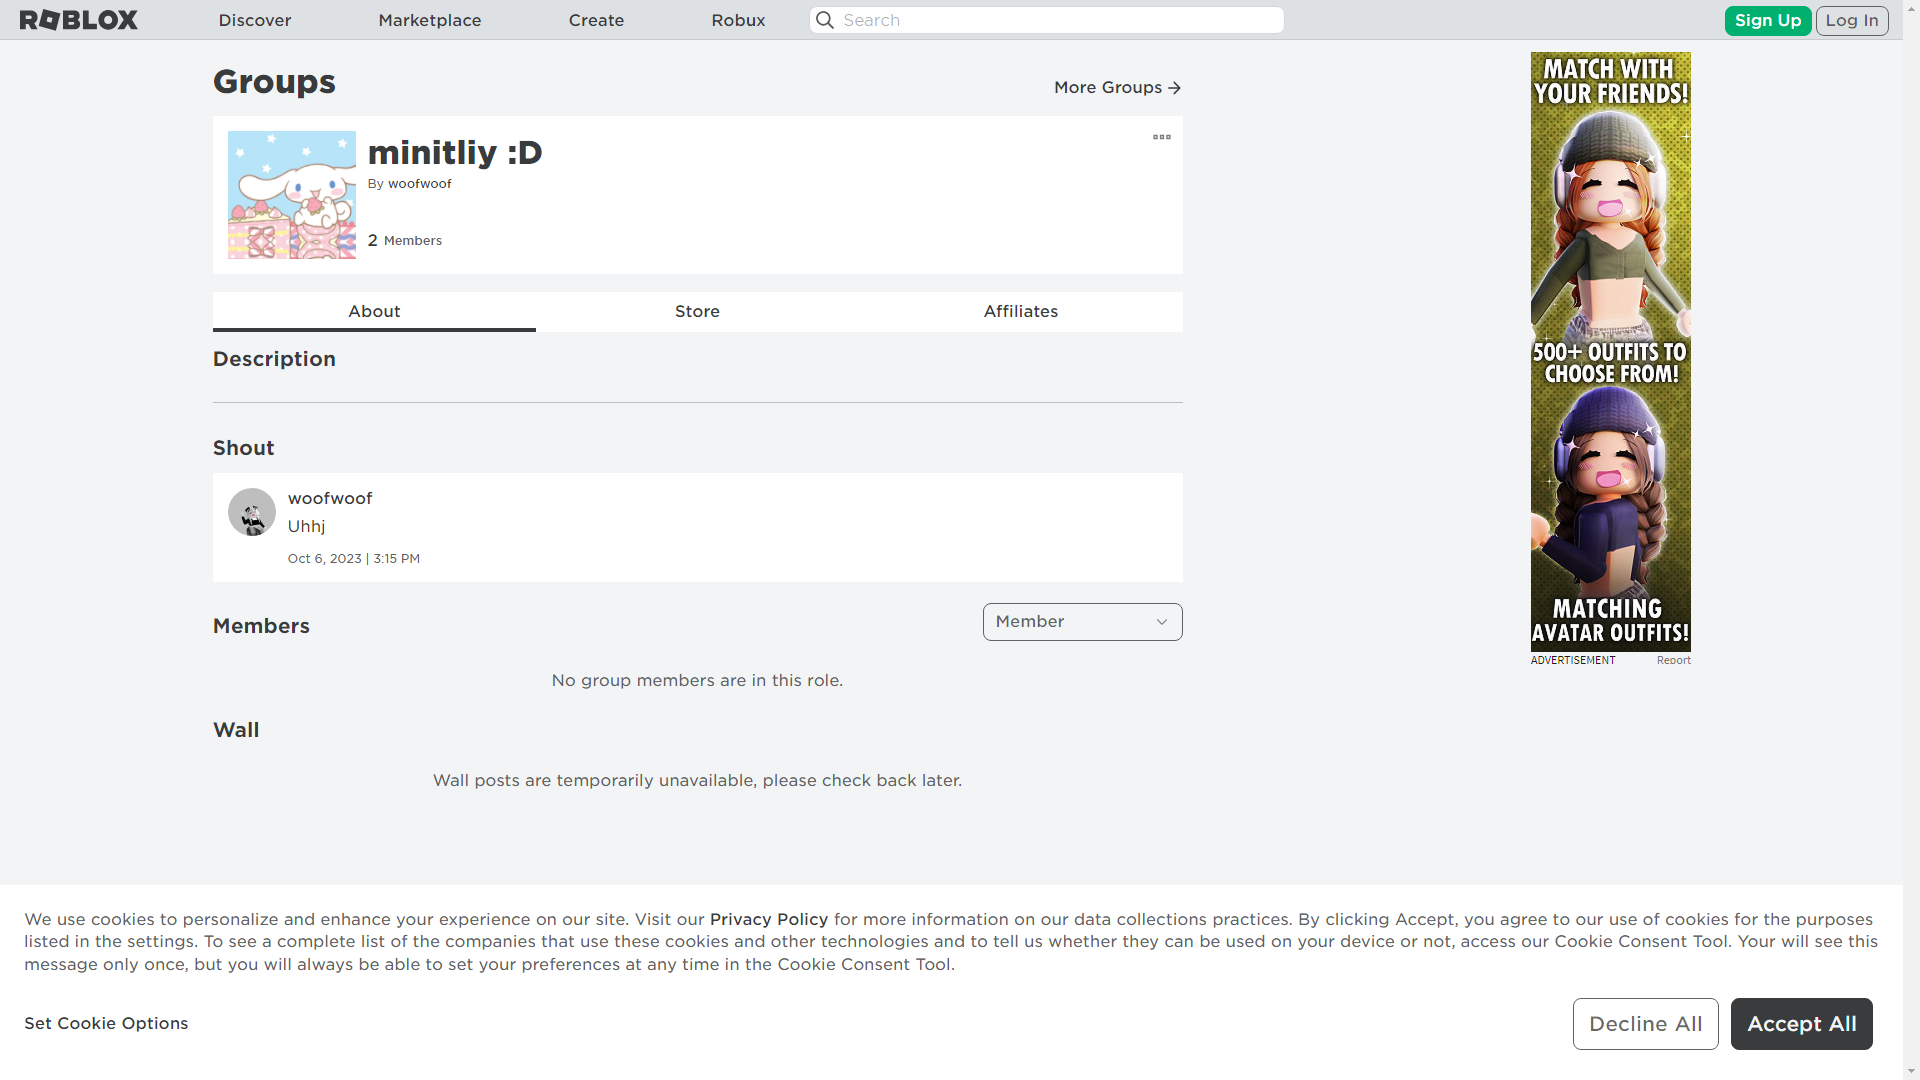 ROBLOX Discover Marketplace Create Robux Search Sign Up Log In
Groups
More Groups
minitliy :D
By woofwoof
2 Members
About Store Affiliates
Description
Shout
woofwoof
Uhhj
Oct 6, 2023 | 3:15 PM
Members
Member
No group members are in this role.
Wall
Wall posts are temporarily unavailable, please check back later.
MATCH WITH
YOUR FRIENDS!
500+ OUTFITS TO
CHOOSE FROM!
MATCHING
AVATAR OUTFITS!
ADVERTISEMENT Report
We use cookies to personalize and enhance your experience on our site. Visit our Privacy Policy for more information on our data collections practices. By clicking Accept, you agree to our use of cookies for the purposes
listed in the settings. To see a complete list of the companies that use these cookies and other technologies and to tell us whether they can be used on your device or not, access our Cookie Consent Tool. Your will see this
message only once, but you will always be able to set your preferences at any time in the Cookie Consent Tool.
Set Cookie Options
Decline All
Accept All